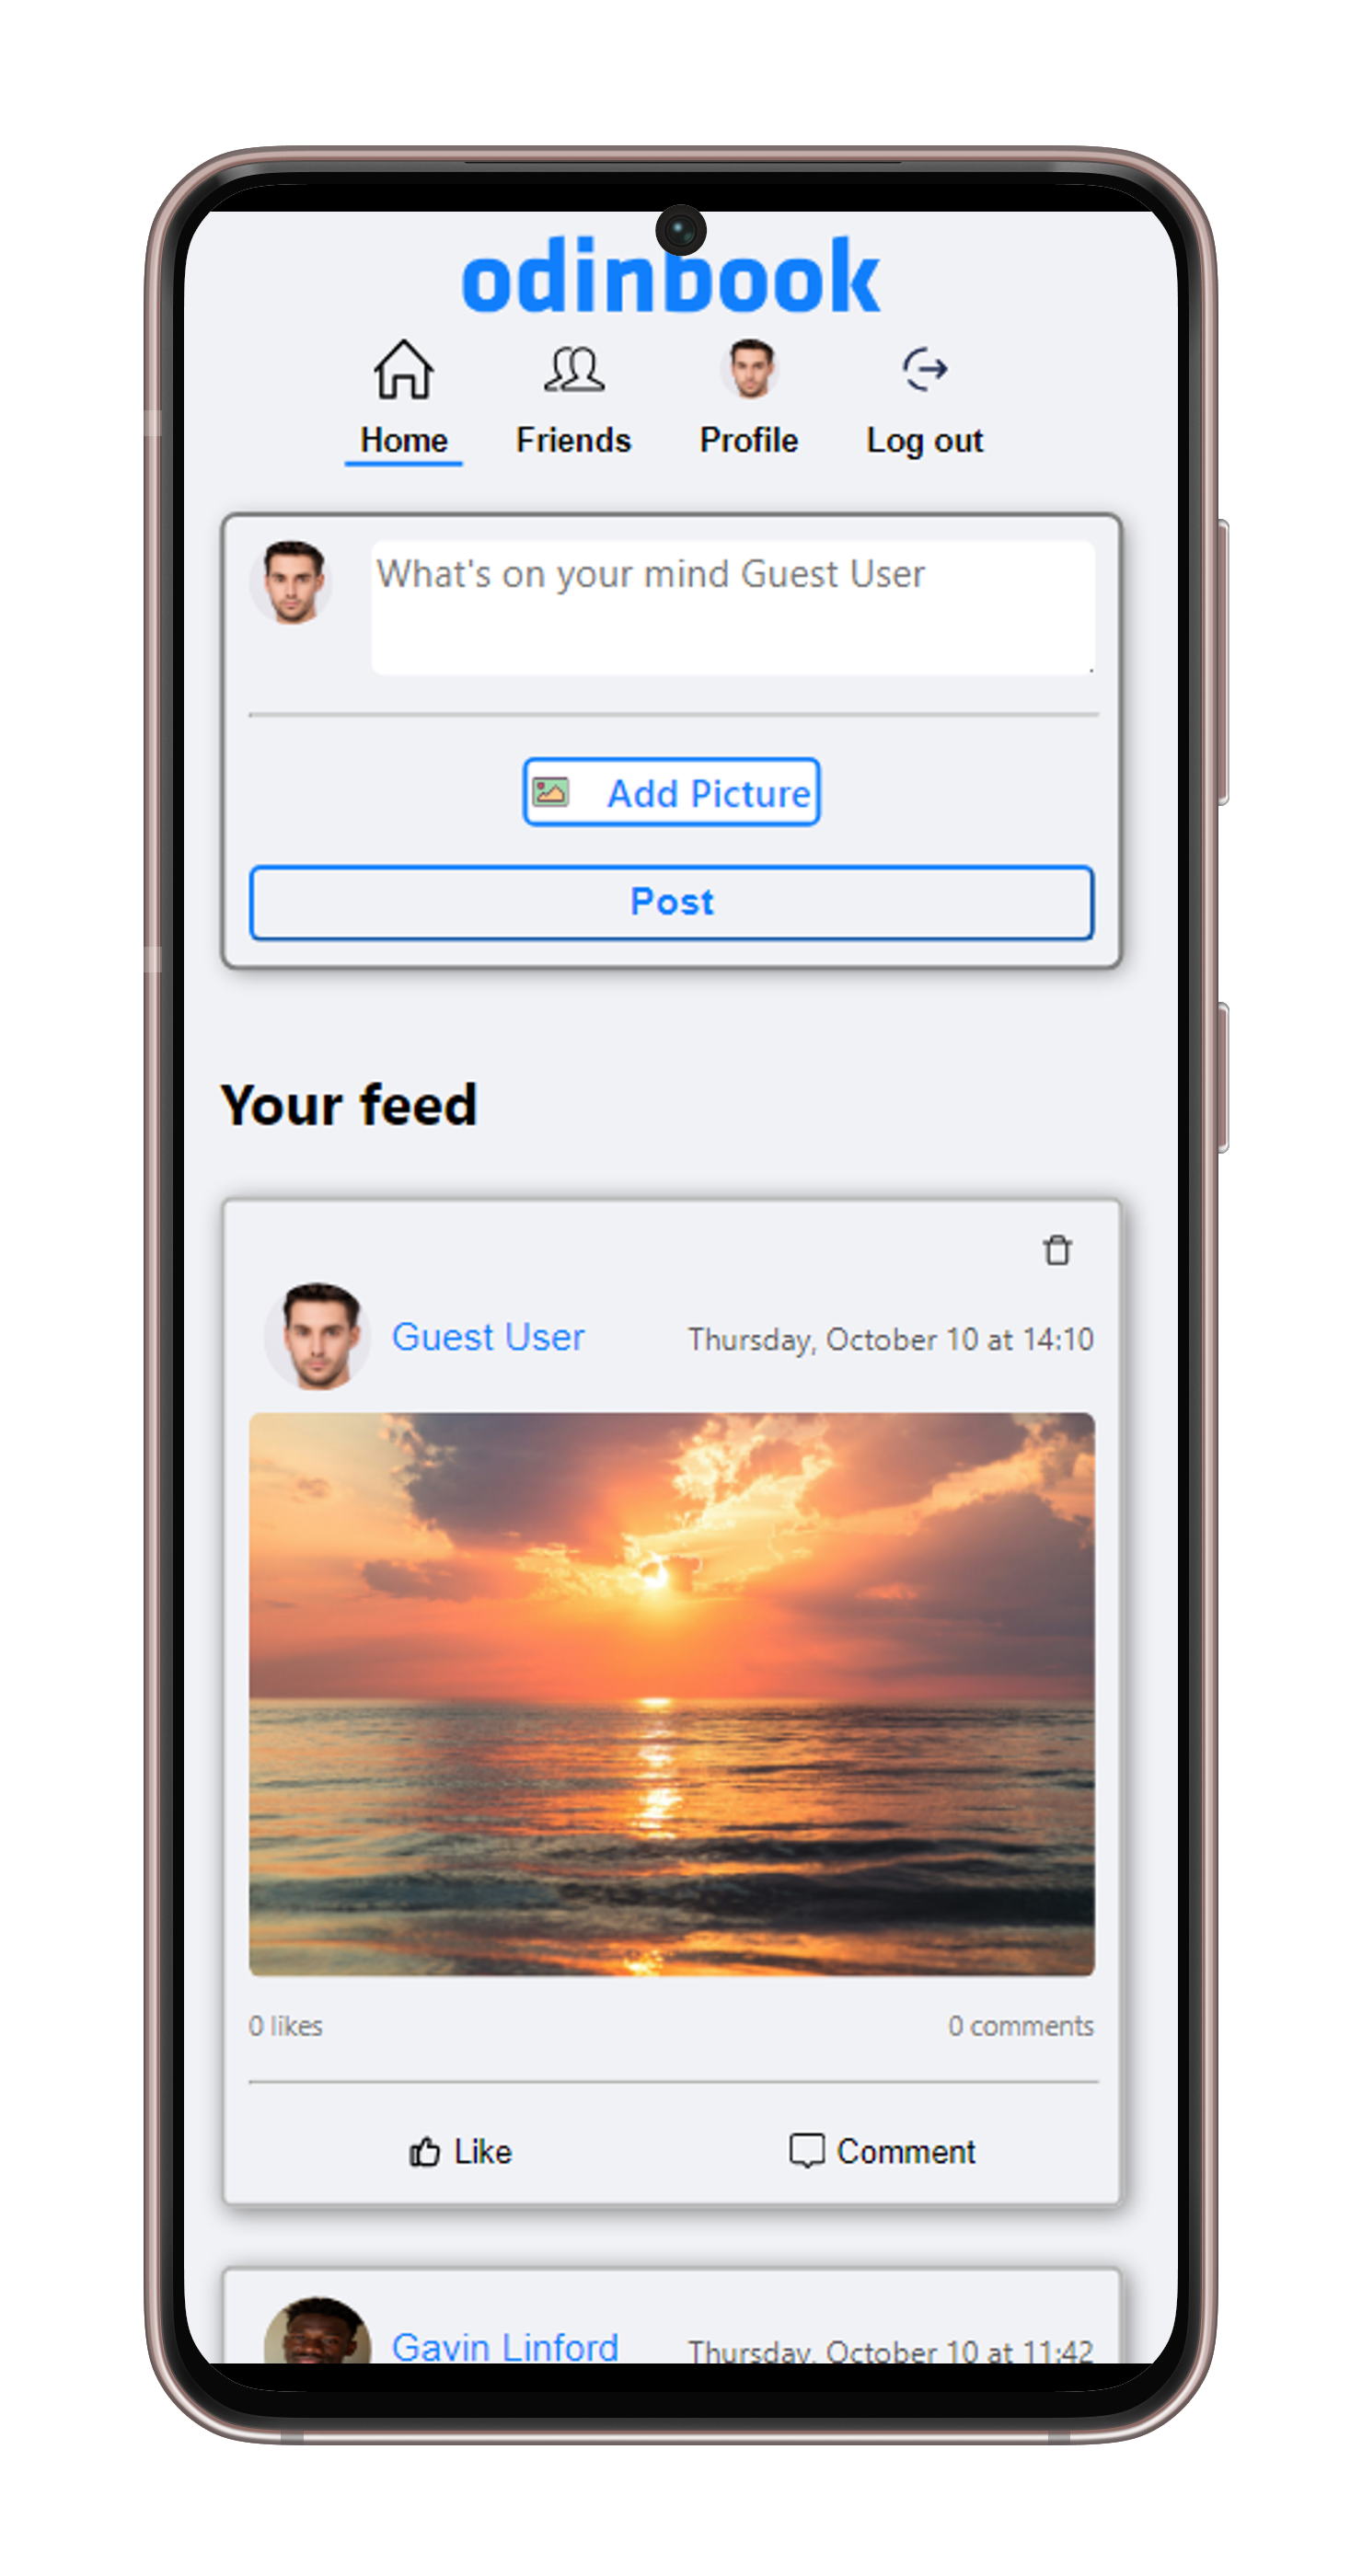 odinbook
Home Friends Profile Log out
What's on your mind Guest User
Add Picture
Post
Your feed
Guest User Thursday, October 10 at 14:10
0 likes 0 comments
Like Comment
Gavin Linford Thursday, October 10 at 11:42